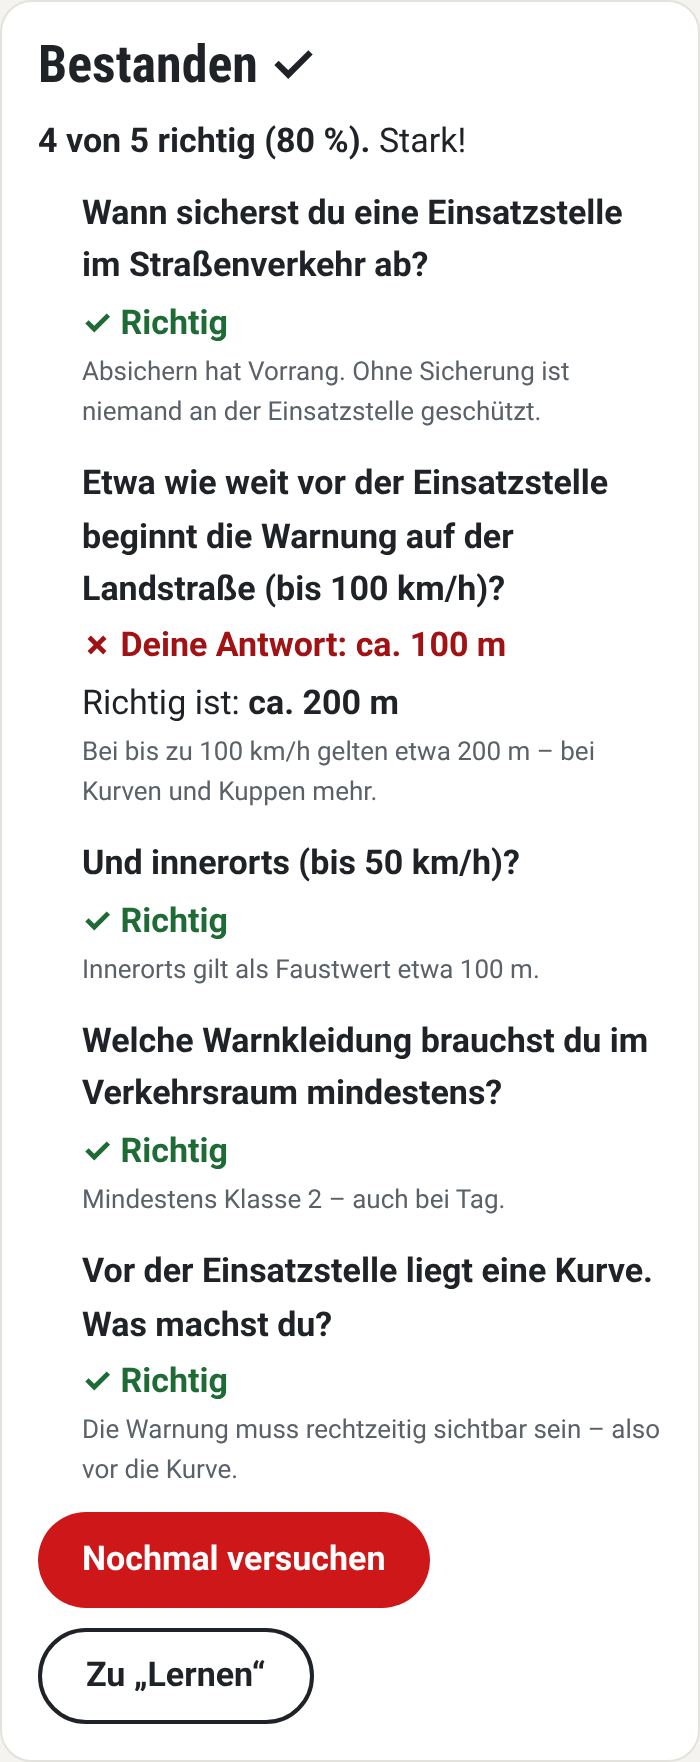 Bestanden ✓
4 von 5 richtig (80 %). Stark!
Wann sicherst du eine Einsatzstelle
im Straßenverkehr ab?
✓ Richtig
Absichern hat Vorrang. Ohne Sicherung ist
niemand an der Einsatzstelle geschützt.
Etwa wie weit vor der Einsatzstelle
beginnt die Warnung auf der
Landstraße (bis 100 km/h)?
✗ Deine Antwort: ca. 100 m
Richtig ist: ca. 200 m
Bei bis zu 100 km/h gelten etwa 200 m – bei
Kurven und Kuppen mehr.
Und innerorts (bis 50 km/h)?
✓ Richtig
Innerorts gilt als Faustwert etwa 100 m.
Welche Warnkleidung brauchst du im
Verkehrsraum mindestens?
✓ Richtig
Mindestens Klasse 2 – auch bei Tag.
Vor der Einsatzstelle liegt eine Kurve.
Was machst du?
✓ Richtig
Die Warnung muss rechtzeitig sichtbar sein – also
vor die Kurve.
Nochmal versuchen
Zu „Lernen“